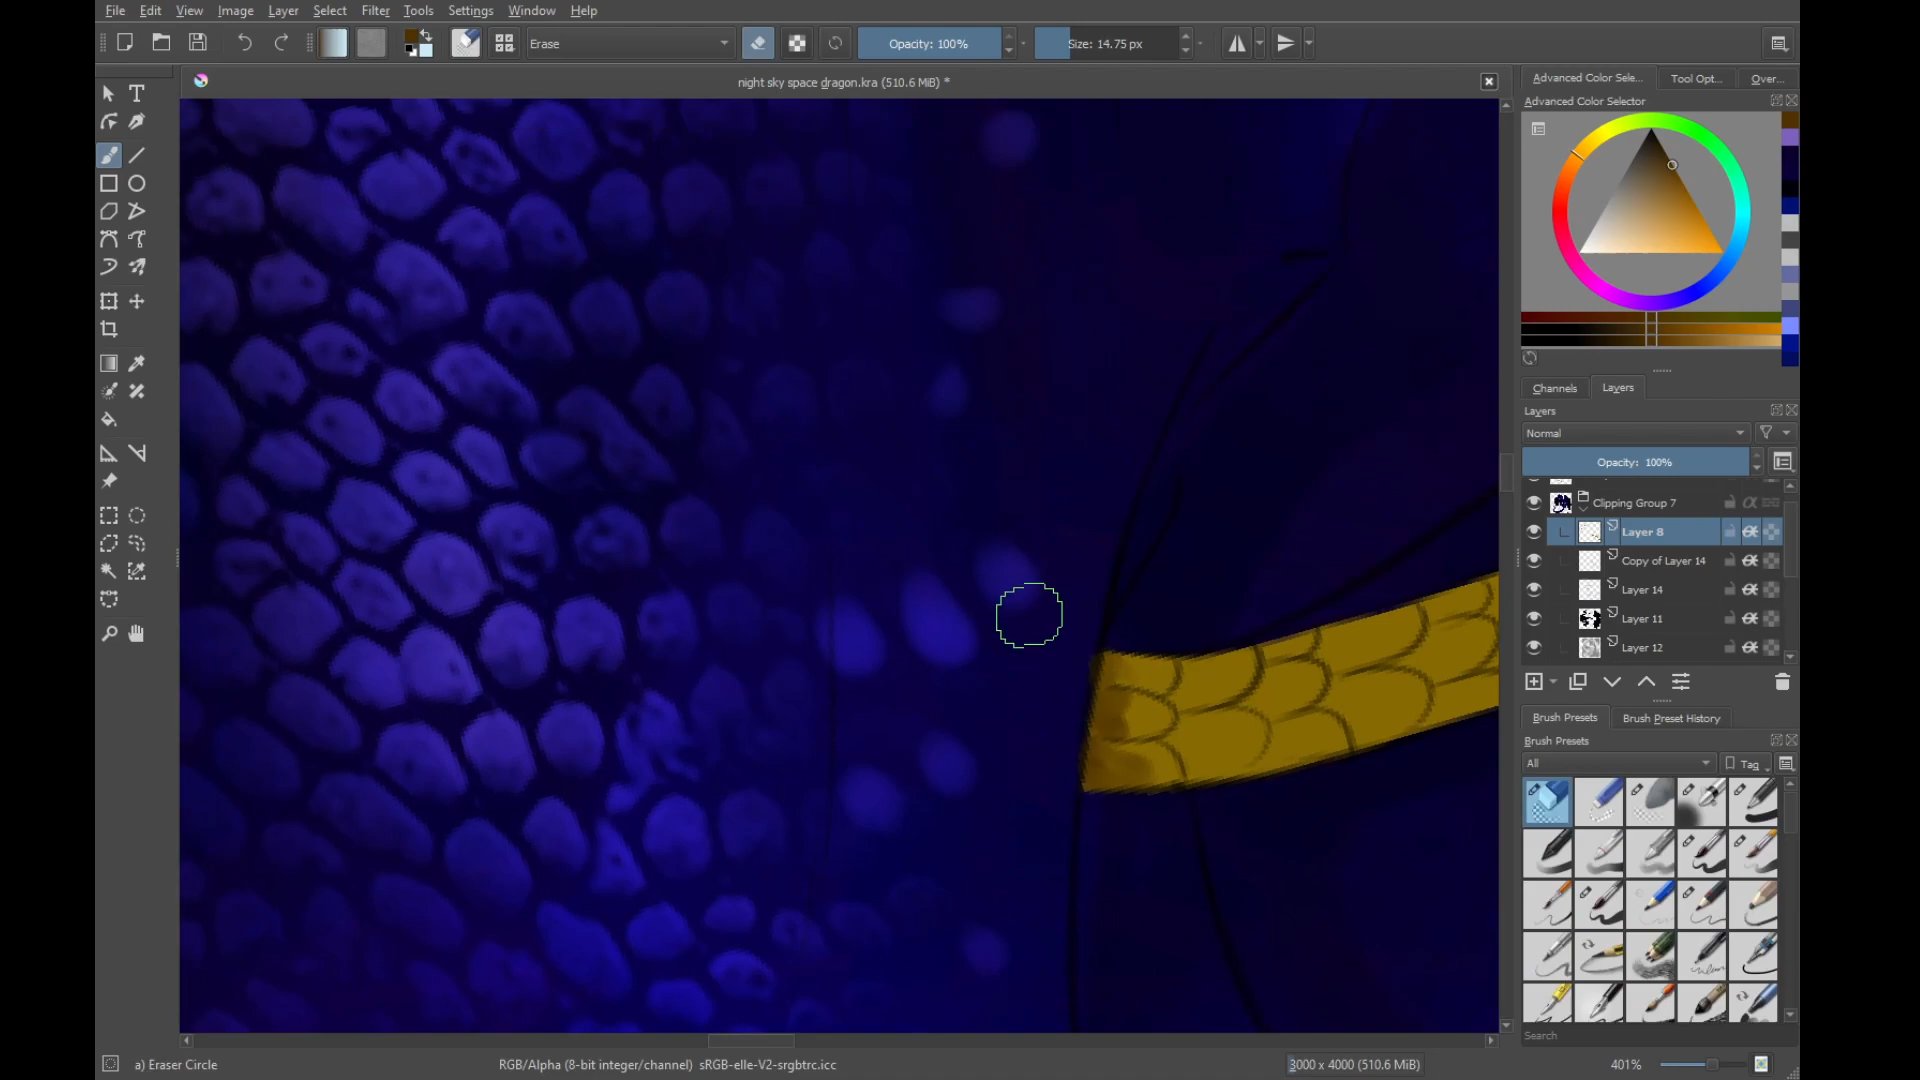 File Edit View Image Layer Select Filter Tools Settings Window Help
Erase
Opacity: 100%
Size: 14.75 px
night sky space dragon.kra (510.6 MiB) *
Advanced Color Sele...
Tool Opt...
Over...
Advanced Color Selector
Channels
Layers
Layers
Normal
Opacity: 100%
Clipping Group 7
Layer 8
Copy of Layer 14
Layer 14
Layer 11
Layer 12
Brush Presets
Brush Preset History
Brush Presets
All
Tag
Search
a) Eraser Circle
RGB/Alpha (8-bit integer/channel) sRGB-elle-V2-srgbtrc.icc
3000 x 4000 (510.6 MiB)
401%